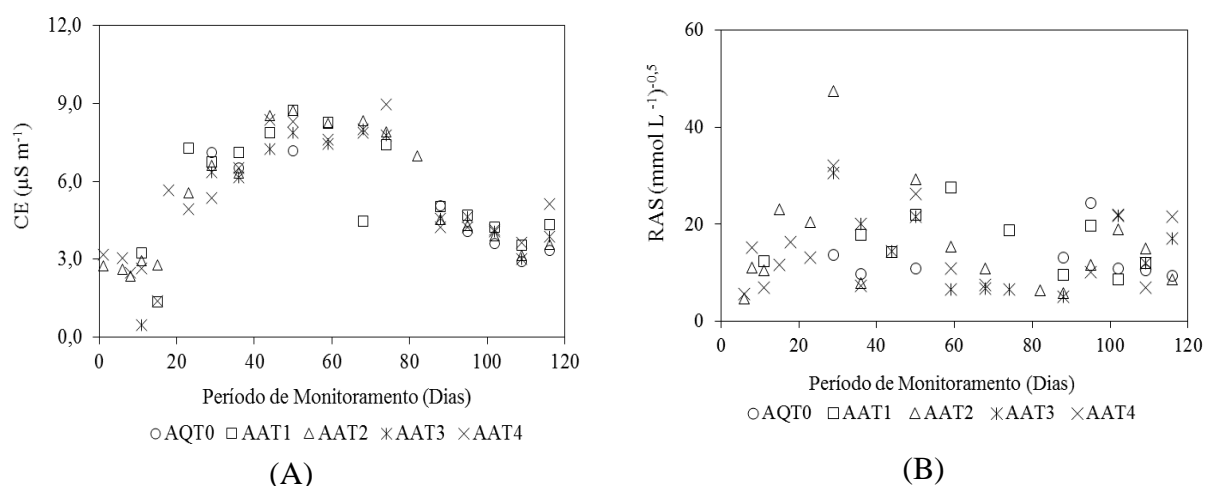 12,0
9,0
6,0
3,0
0,0
CE (µS m⁻¹)
0 20 40 60 80 100 120
Período de Monitoramento (Dias)
○AQT0 □AAT1 △AAT2 ✳AAT3 ×AAT4
(A)
60
40
20
0
RAS (mmol L ⁻¹)⁻⁰,⁵
0 20 40 60 80 100 120
Período de Monitoramento (Dias)
○AQT0 □AAT1 △AAT2 ✳AAT3 ×AAT4
(B)